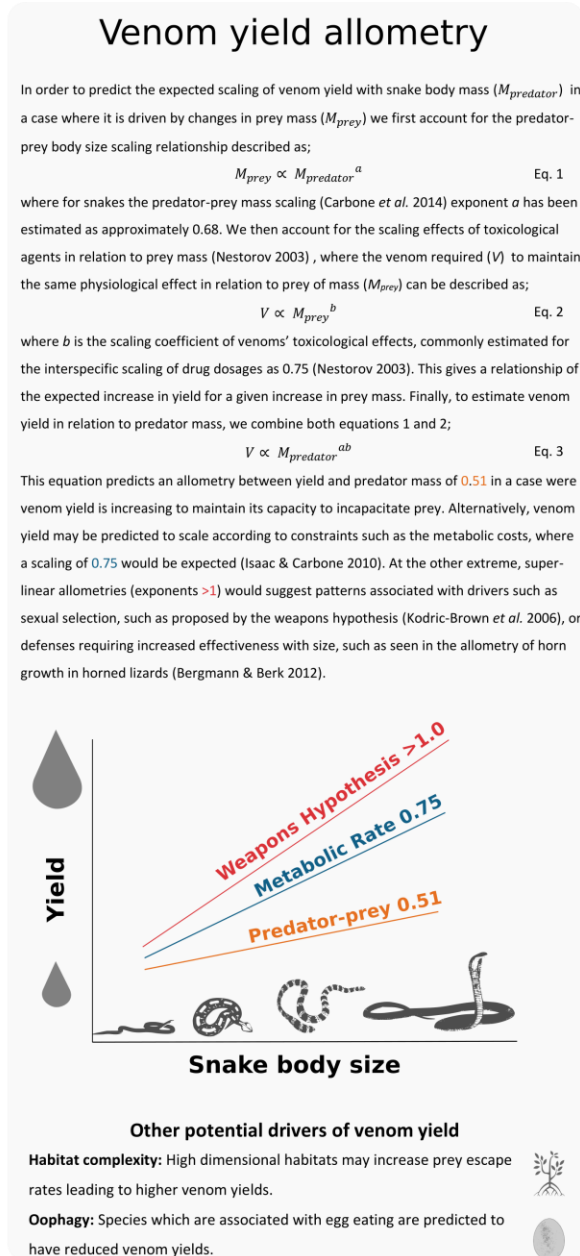 Venom yield allometry
In order to predict the expected scaling of venom yield with snake body mass (M_predator) in
a case where it is driven by changes in prey mass (M_prey) we first account for the predator-
prey body size scaling relationship described as;
M_prey ∝ M_predator^a Eq. 1
where for snakes the predator-prey mass scaling (Carbone et al. 2014) exponent a has been
estimated as approximately 0.68. We then account for the scaling effects of toxicological
agents in relation to prey mass (Nestorov 2003) , where the venom required (V) to maintain
the same physiological effect in relation to prey of mass (M_prey) can be described as;
V ∝ M_prey^b Eq. 2
where b is the scaling coefficient of venoms’ toxicological effects, commonly estimated for
the interspecific scaling of drug dosages as 0.75 (Nestorov 2003). This gives a relationship of
the expected increase in yield for a given increase in prey mass. Finally, to estimate venom
yield in relation to predator mass, we combine both equations 1 and 2;
V ∝ M_predator^ab Eq. 3
This equation predicts an allometry between yield and predator mass of 0.51 in a case were
venom yield is increasing to maintain its capacity to incapacitate prey. Alternatively, venom
yield may be predicted to scale according to constraints such as the metabolic costs, where
a scaling of 0.75 would be expected (Isaac & Carbone 2010). At the other extreme, super-
linear allometries (exponents >1) would suggest patterns associated with drivers such as
sexual selection, such as proposed by the weapons hypothesis (Kodric-Brown et al. 2006), or
defenses requiring increased effectiveness with size, such as seen in the allometry of horn
growth in horned lizards (Bergmann & Berk 2012).
Weapons Hypothesis >1.0
Metabolic Rate 0.75
Predator-prey 0.51
Yield
Snake body size
Other potential drivers of venom yield
Habitat complexity: High dimensional habitats may increase prey escape
rates leading to higher venom yields.
Oophagy: Species which are associated with egg eating are predicted to
have reduced venom yields.